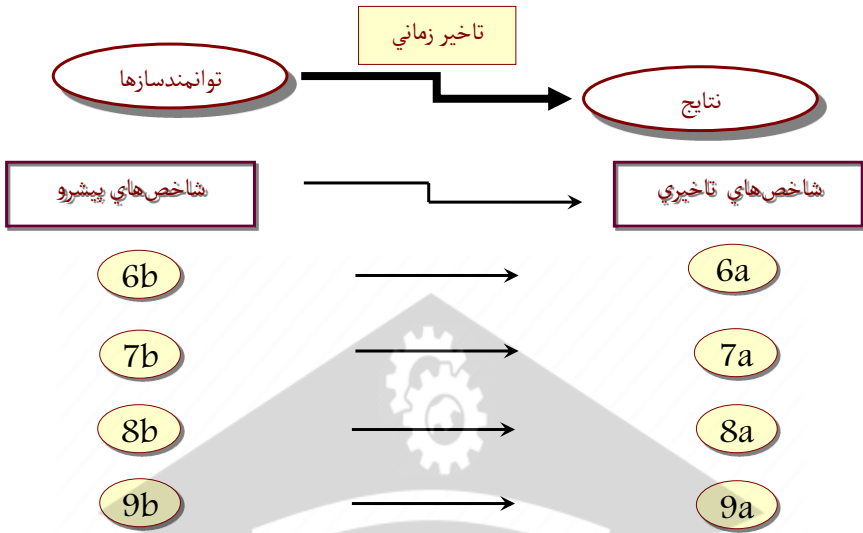 تاخير زماني
توانمندسازها
نتايج
شاخص‌هاي پيشرو
شاخص‌هاي تاخيري
6b
6a
7b
7a
8b
8a
9b
9a